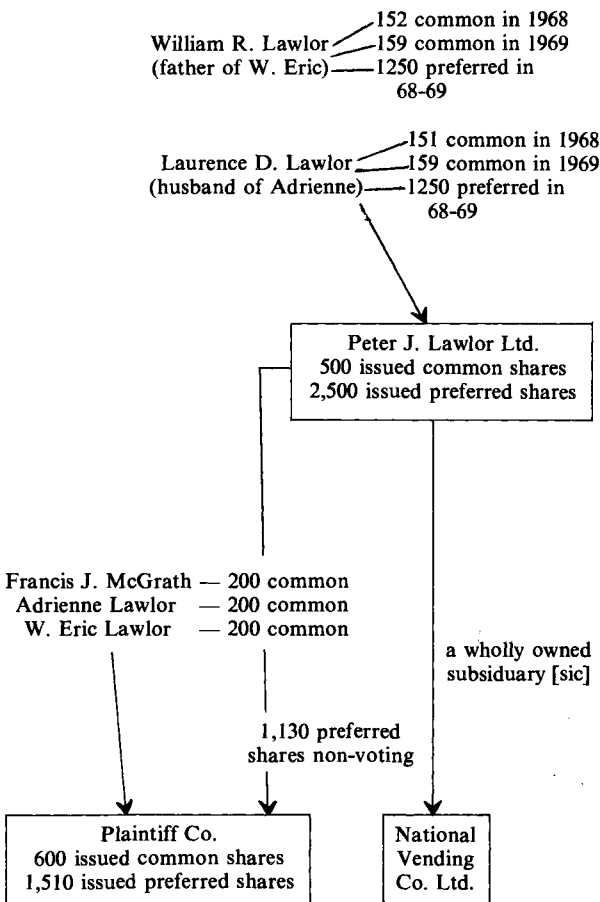 152 common in 1968
William R. Lawlor
159 common in 1969
(father of W. Eric)
1250 preferred in
68-69
151 common in 1968
Laurence D. Lawlor
159 common in 1969
(husband of Adrienne)
1250 preferred in
68-69
Peter J. Lawlor Ltd.
500 issued common shares
2,500 issued preferred shares
Francis J. McGrath — 200 common
Adrienne Lawlor — 200 common
W. Eric Lawlor — 200 common
a wholly owned
subsiduary [sic]
1,130 preferred
shares non-voting
Plaintiff Co.
600 issued common shares
1,510 issued preferred shares
National
Vending
Co. Ltd.